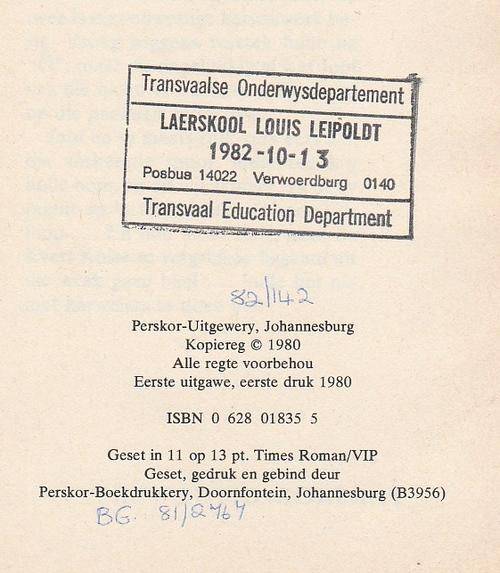 Transvaalse Onderwysdepartement
LAERSKOOL LOUIS LEIPOLDT
1982-10-13
Posbus 14022 Verwoerdburg 0140
Transvaal Education Department
82/142
Perskor-Uitgewery, Johannesburg
Kopiereg © 1980
Alle regte voorbehou
Eerste uitgawe, eerste druk 1980
ISBN 0 628 01835 5
Geset in 11 op 13 pt. Times Roman/VIP
Geset, gedruk en gebind deur
Perskor-Boekdrukkery, Doornfontein, Johannesburg (B3956)
BG. 81/2767